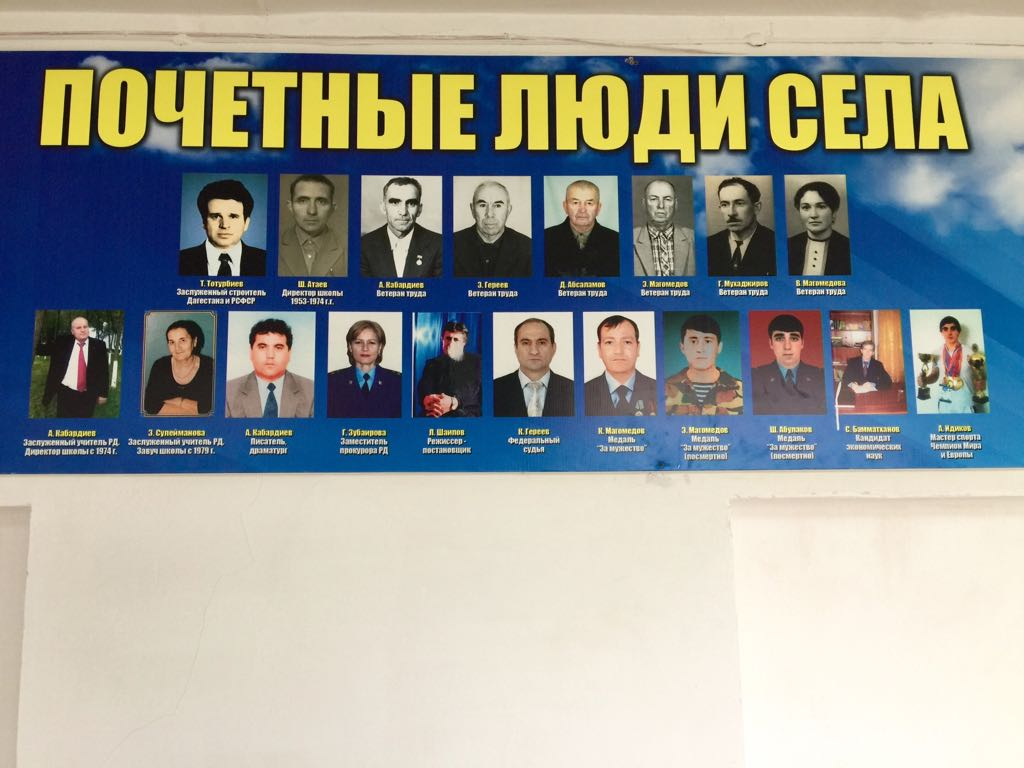 ПОЧЕТНЫЕ ЛЮДИ СЕЛА
Т. Тотурбиев
Заслуженный строитель
Дагестана и РСФСР
Ш. Атаев
Директор школы
1953-1974 г.г.
А. Кабардиев
Ветеран труда
З. Гереев
Ветеран труда
Д. Абсаламов
Ветеран труда
З. Магомедов
Ветеран труда
Г. Мухаджиров
Ветеран труда
В. Магомедова
Ветеран труда
А. Кабардиев
Заслуженный учитель РД.
Директор школы с 1974 г.
З. Сулейманова
Заслуженный учитель РД.
Завуч школы с 1979 г.
А. Кабардиев
Писатель,
драматург
Г. Зубаирова
Заместитель
прокурора РД
Л. Шаипов
Режиссер -
постановщик
К. Гереев
Федеральный
судья
К. Магомедов
Медаль
"За мужество"
З. Магомедов
Медаль
"За мужество"
(посмертно)
Ш. Абулаков
Медаль
"За мужество"
(посмертно)
С. Бамматханов
Кандидат
экономических
наук
А. Идиков
Мастер спорта
Чемпион Мира
и Европы